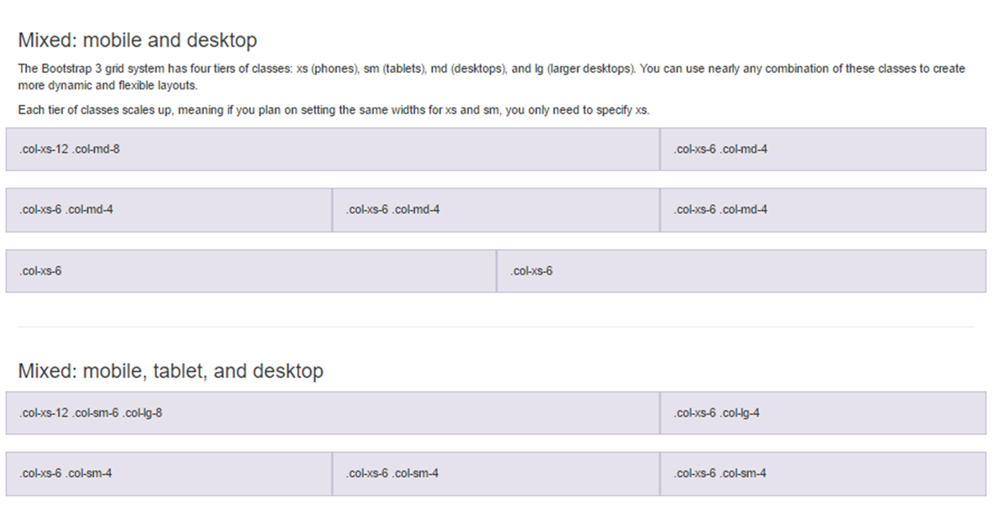 Mixed: mobile and desktop
The Bootstrap 3 grid system has four tiers of classes: xs (phones), sm (tablets), md (desktops), and lg (larger desktops). You can use nearly any combination of these classes to create
more dynamic and flexible layouts.
Each tier of classes scales up, meaning if you plan on setting the same widths for xs and sm, you only need to specify xs.
.col-xs-12 .col-md-8
.col-xs-6 .col-md-4
.col-xs-6 .col-md-4
.col-xs-6 .col-md-4
.col-xs-6 .col-md-4
.col-xs-6
.col-xs-6
Mixed: mobile, tablet, and desktop
.col-xs-12 .col-sm-6 .col-lg-8
.col-xs-6 .col-lg-4
.col-xs-6 .col-sm-4
.col-xs-6 .col-sm-4
.col-xs-6 .col-sm-4